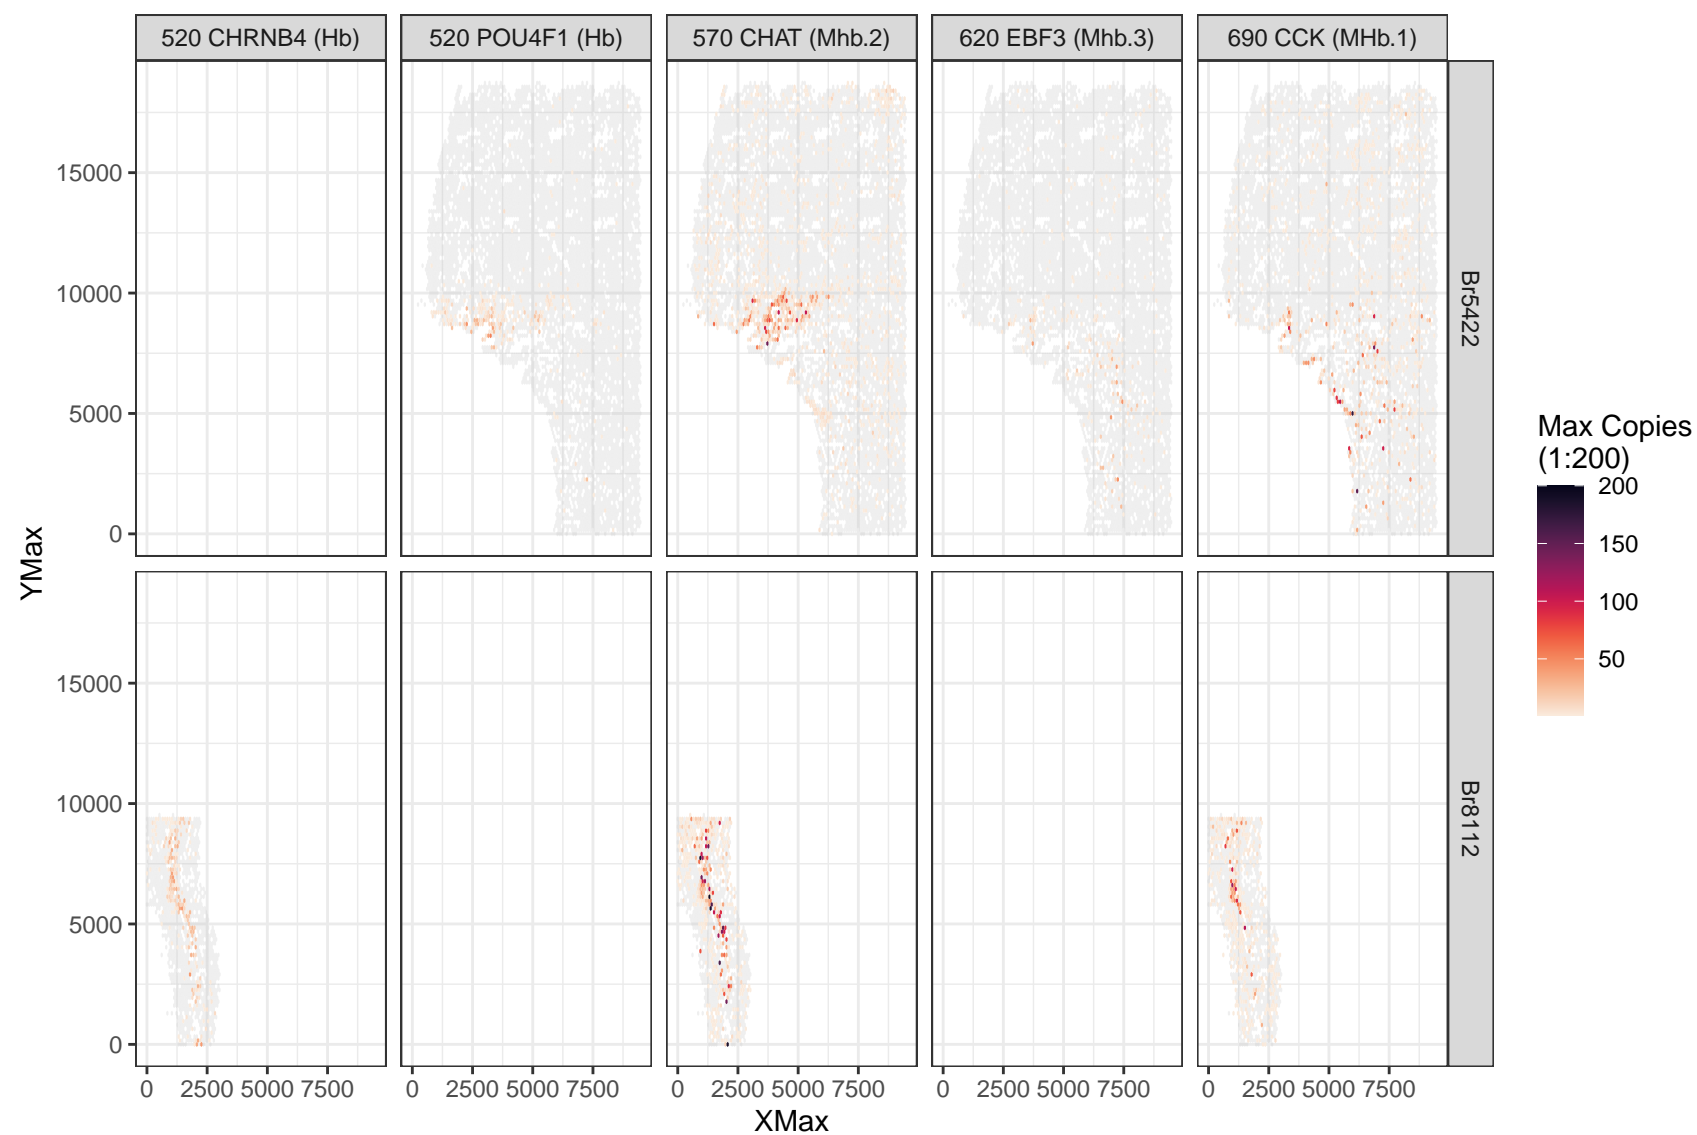 520 CHRNB4 (Hb)
520 POU4F1 (Hb)
570 CHAT (Mhb.2)
620 EBF3 (Mhb.3)
690 CCK (MHb.1)
15000
10000
5000
0
Br5422
15000
10000
5000
0
Br8112
YMax
0 2500 5000 7500
0 2500 5000 7500
0 2500 5000 7500
0 2500 5000 7500
0 2500 5000 7500
XMax
Max Copies
(1:200)
200
150
100
50